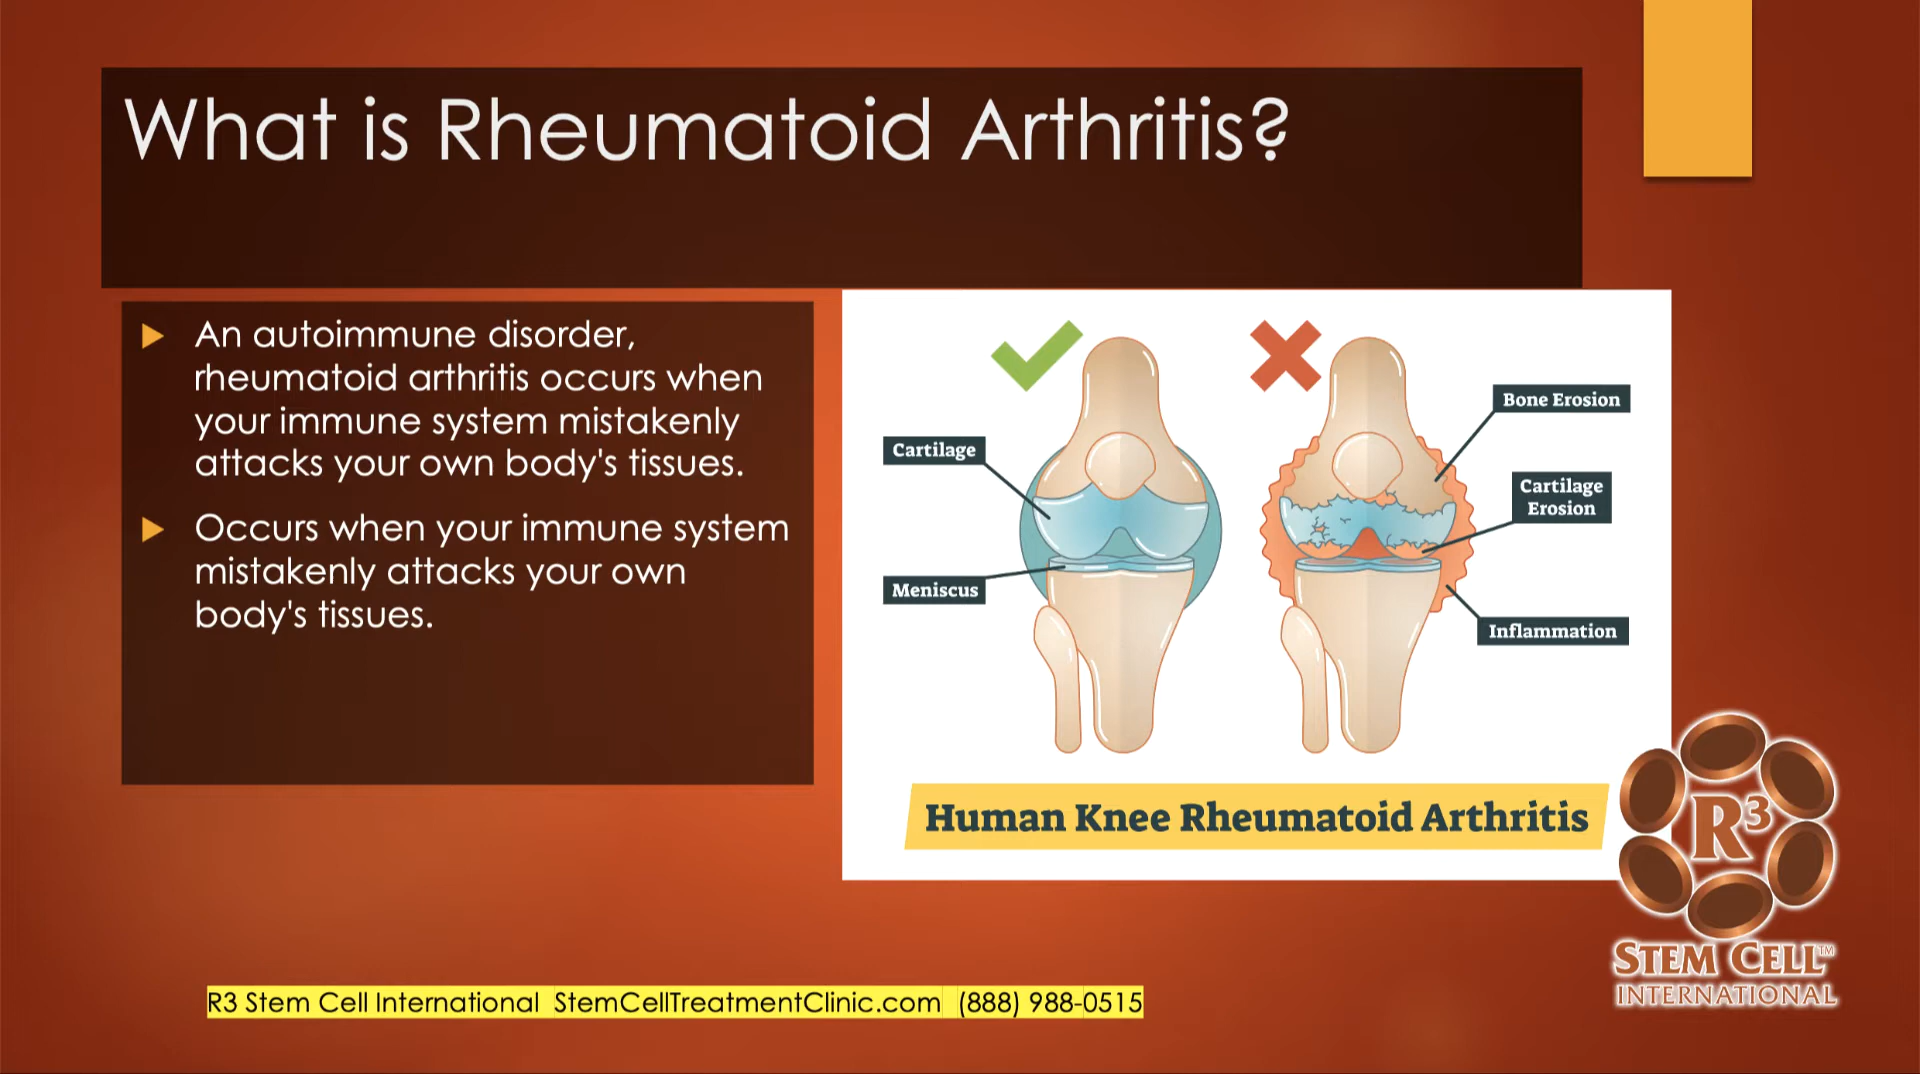 What is Rheumatoid Arthritis?
An autoimmune disorder,
rheumatoid arthritis occurs when
your immune system mistakenly
attacks your own body's tissues.
Occurs when your immune system
mistakenly attacks your own
body's tissues.
Cartilage
Meniscus
Bone Erosion
Cartilage
Erosion
Inflammation
Human Knee Rheumatoid Arthritis
R³
STEM CELL™
INTERNATIONAL
R3 Stem Cell International StemCellTreatmentClinic.com (888) 988-0515